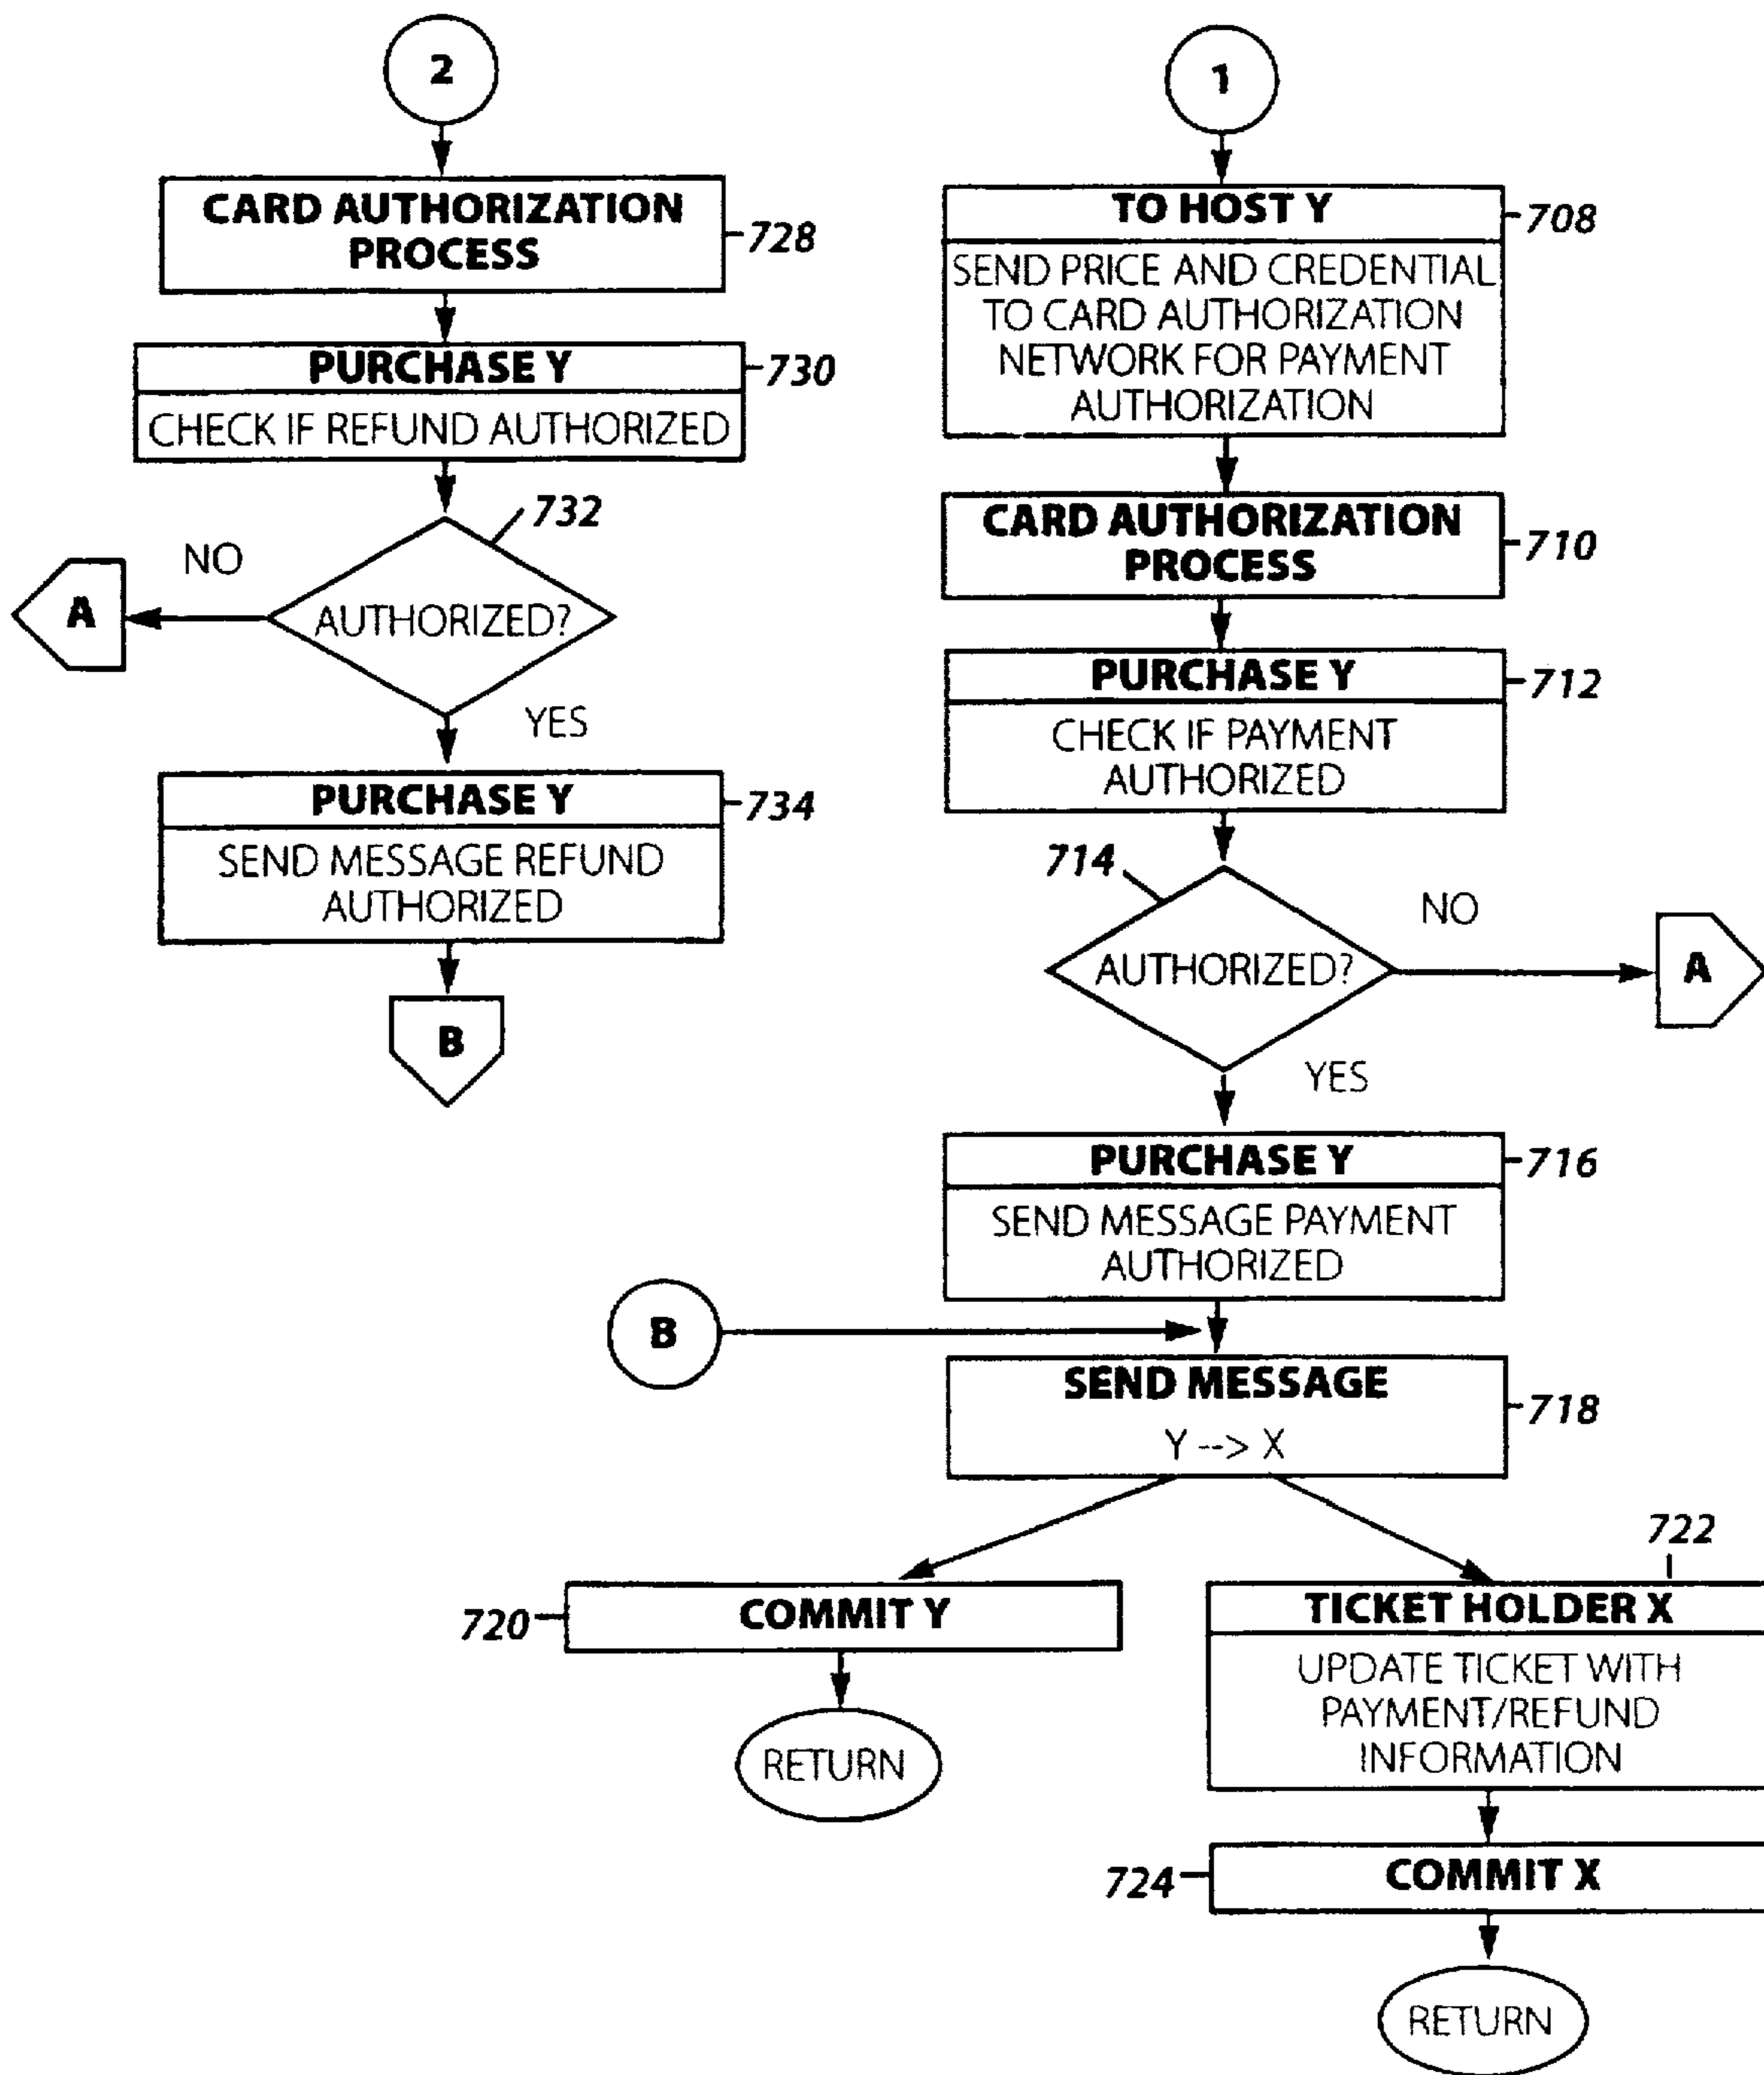 2
CARD AUTHORIZATION
PROCESS
728
PURCHASE Y
730
CHECK IF REFUND AUTHORIZED
732
NO
A
AUTHORIZED?
YES
PURCHASE Y
734
SEND MESSAGE REFUND
AUTHORIZED
B
1
TO HOST Y
708
SEND PRICE AND CREDENTIAL
TO CARD AUTHORIZATION
NETWORK FOR PAYMENT
AUTHORIZATION
CARD AUTHORIZATION
PROCESS
710
PURCHASE Y
712
CHECK IF PAYMENT
AUTHORIZED
714
NO
AUTHORIZED?
A
YES
PURCHASE Y
716
SEND MESSAGE PAYMENT
AUTHORIZED
B
SEND MESSAGE
718
Y --> X
720
COMMIT Y
RETURN
722
TICKET HOLDER X
UPDATE TICKET WITH
PAYMENT/REFUND
INFORMATION
724
COMMIT X
RETURN